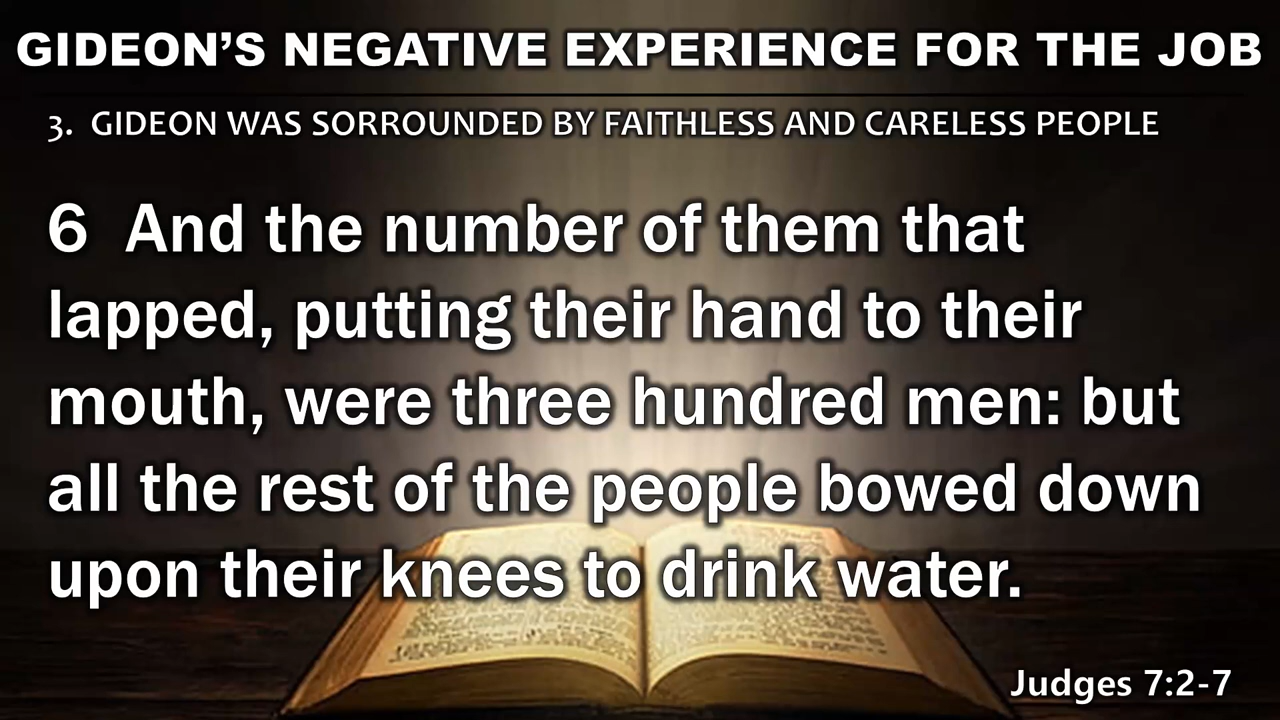 GIDEON’S NEGATIVE EXPERIENCE FOR THE JOB
3. GIDEON WAS SORROUNDED BY FAITHLESS AND CARELESS PEOPLE
6 And the number of them that
lapped, putting their hand to their
mouth, were three hundred men: but
all the rest of the people bowed down
upon their knees to drink water.
Judges 7:2-7